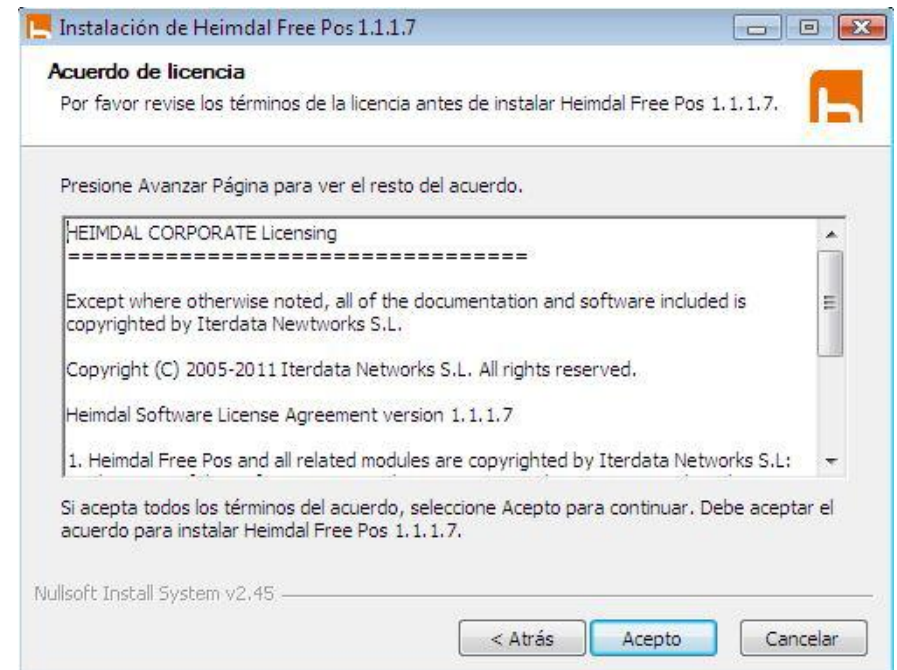 Instalación de Heimdal Free Pos 1.1.1.7
Acuerdo de licencia
Por favor revise los términos de la licencia antes de instalar Heimdal Free Pos 1.1.1.7.
Presione Avanzar Página para ver el resto del acuerdo.
HEIMDAL CORPORATE Licensing
=================================
Except where otherwise noted, all of the documentation and software included is
copyrighted by Iterdata Newtworks S.L.
Copyright (C) 2005-2011 Iterdata Networks S.L. All rights reserved.
Heimdal Software License Agreement version 1.1.1.7
1. Heimdal Free Pos and all related modules are copyrighted by Iterdata Networks S.L:
Si acepta todos los términos del acuerdo, seleccione Acepto para continuar. Debe aceptar el
acuerdo para instalar Heimdal Free Pos 1.1.1.7.
Nullsoft Install System v2.45
< Atrás Acepto Cancelar